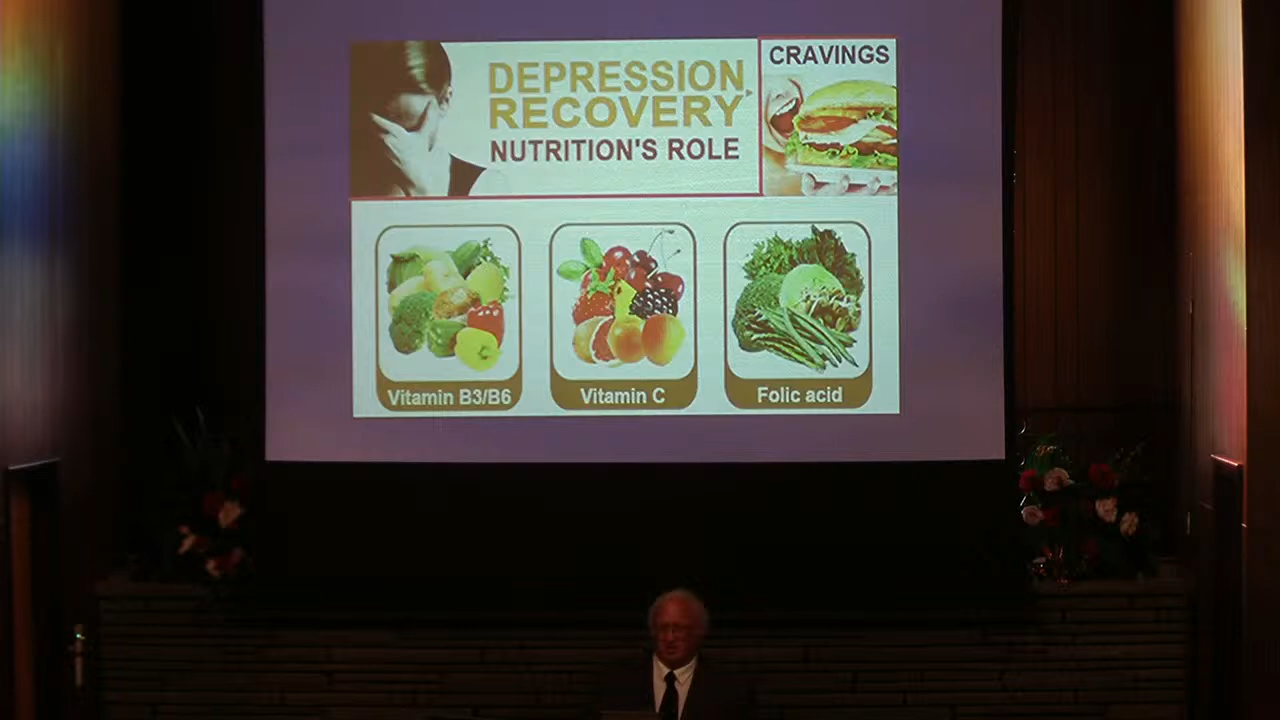 DEPRESSION
RECOVERY
NUTRITION'S ROLE
CRAVINGS
Vitamin B3/B6
Vitamin C
Folic acid